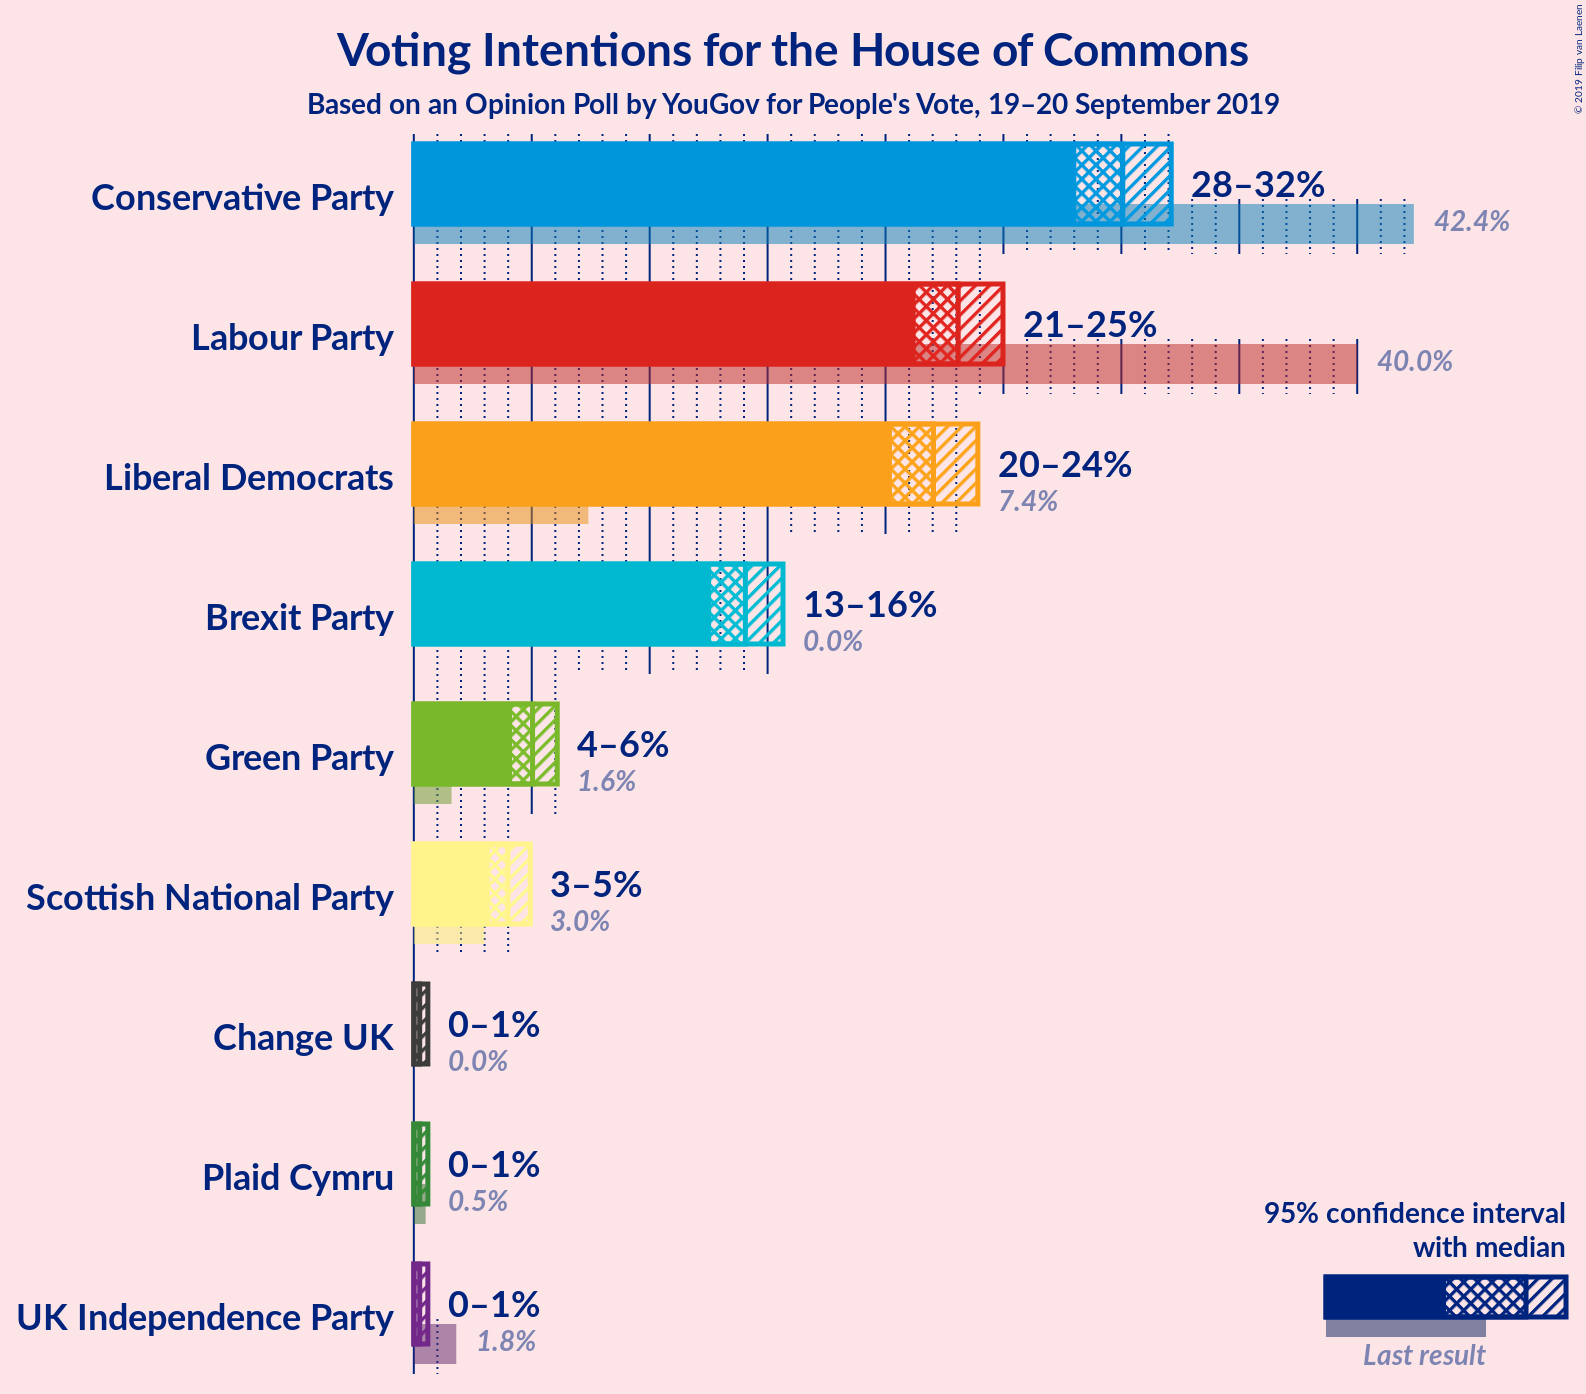 Voting Intentions for the House of Commons
Based on an Opinion Poll by YouGov for People's Vote, 19–20 September 2019
© 2019 Filip van Laenen
Conservative Party
28–32%
42.4%
Labour Party
21–25%
40.0%
Liberal Democrats
20–24%
7.4%
Brexit Party
13–16%
0.0%
Green Party
4–6%
1.6%
Scottish National Party
3–5%
3.0%
Change UK
0–1%
0.0%
Plaid Cymru
0–1%
0.5%
UK Independence Party
0–1%
1.8%
95% confidence interval
with median
Last result